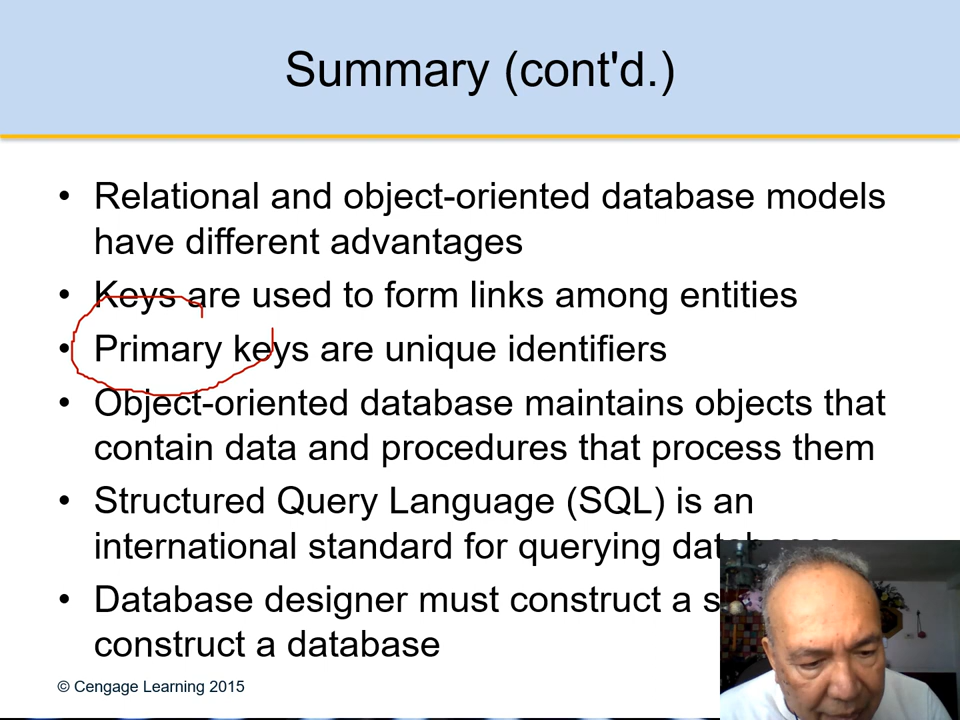 Summary (cont'd.)
• Relational and object-oriented database models
have different advantages
• Keys are used to form links among entities
• Primary keys are unique identifiers
• Object-oriented database maintains objects that
contain data and procedures that process them
• Structured Query Language (SQL) is an
international standard for querying databases
• Database designer must construct a
construct a database
© Cengage Learning 2015